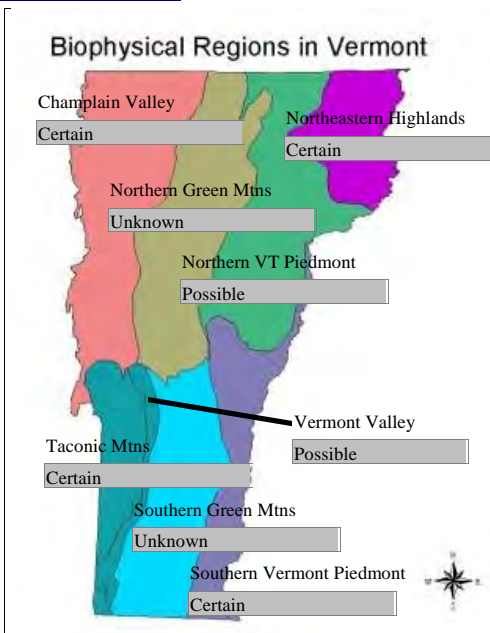 Biophysical Regions in Vermont
Champlain Valley
Certain
Northeastern Highlands
Certain
Northern Green Mtns
Unknown
Northern VT Piedmont
Possible
Vermont Valley
Possible
Taconic Mtns
Certain
Southern Green Mtns
Unknown
Southern Vermont Piedmont
Certain